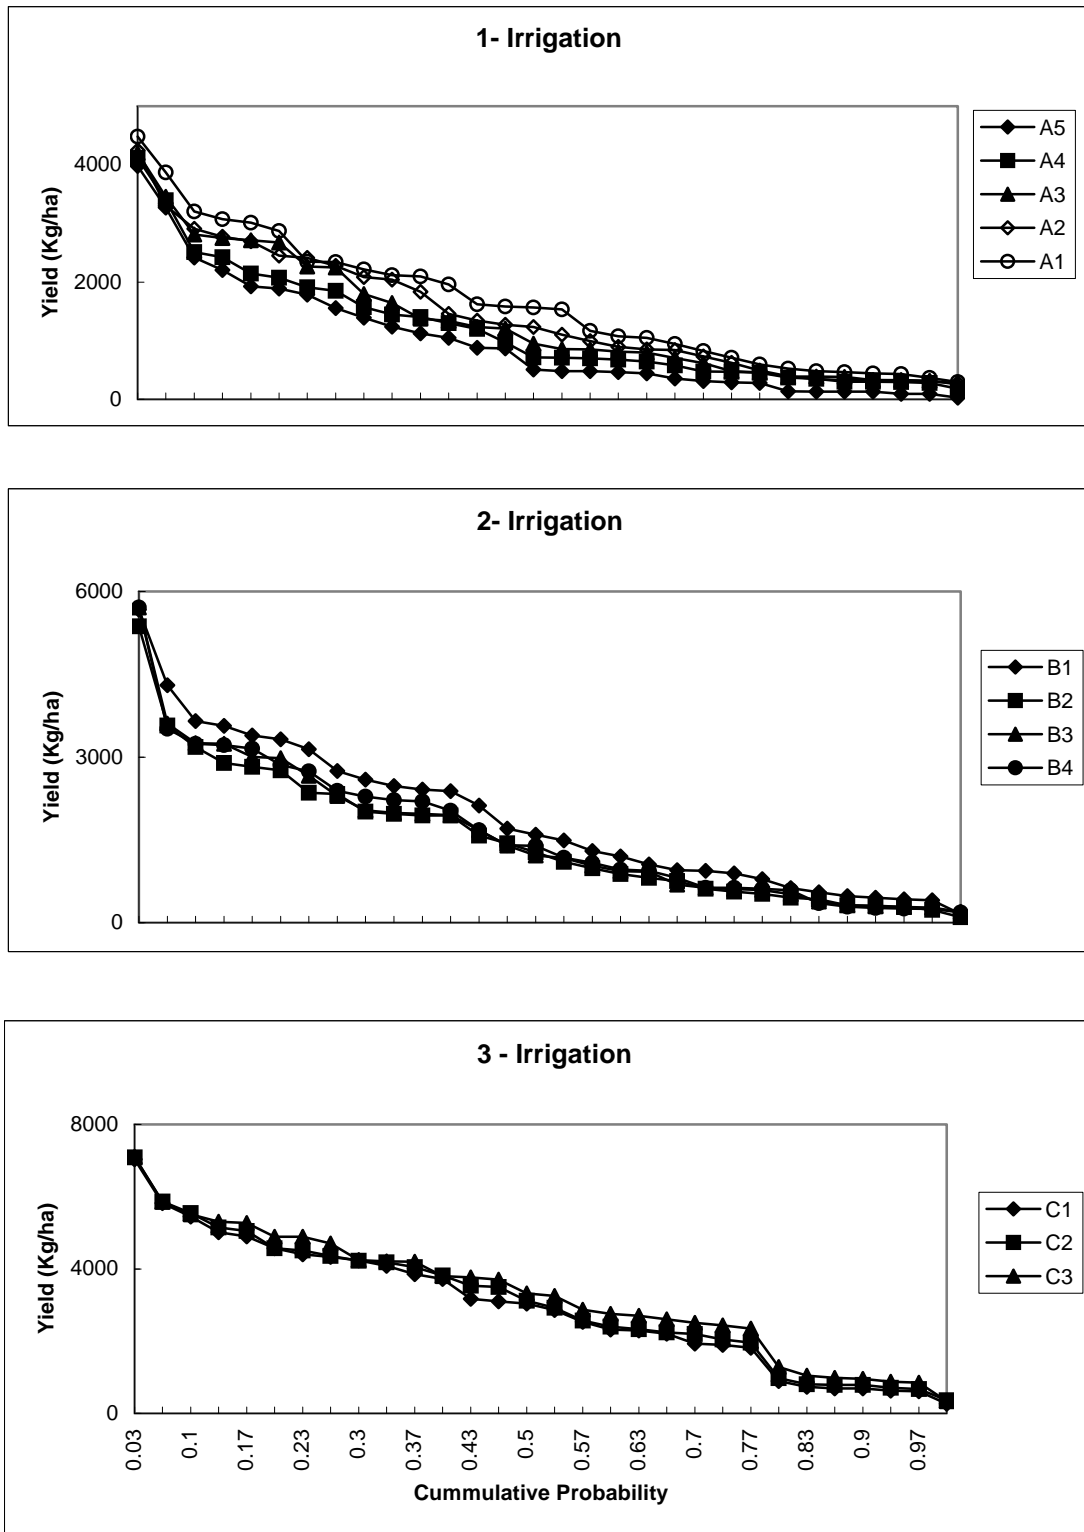 1- Irrigation
Yield (Kg/ha)
4000
2000
0
A5
A4
A3
A2
A1
2- Irrigation
Yield (Kg/ha)
6000
3000
0
B1
B2
B3
B4
3 - Irrigation
Yield (Kg/ha)
8000
4000
0
C1
C2
C3
0.03 0.1 0.17 0.23 0.3 0.37 0.43 0.5 0.57 0.63 0.7 0.77 0.83 0.9 0.97
Cummulative Probability